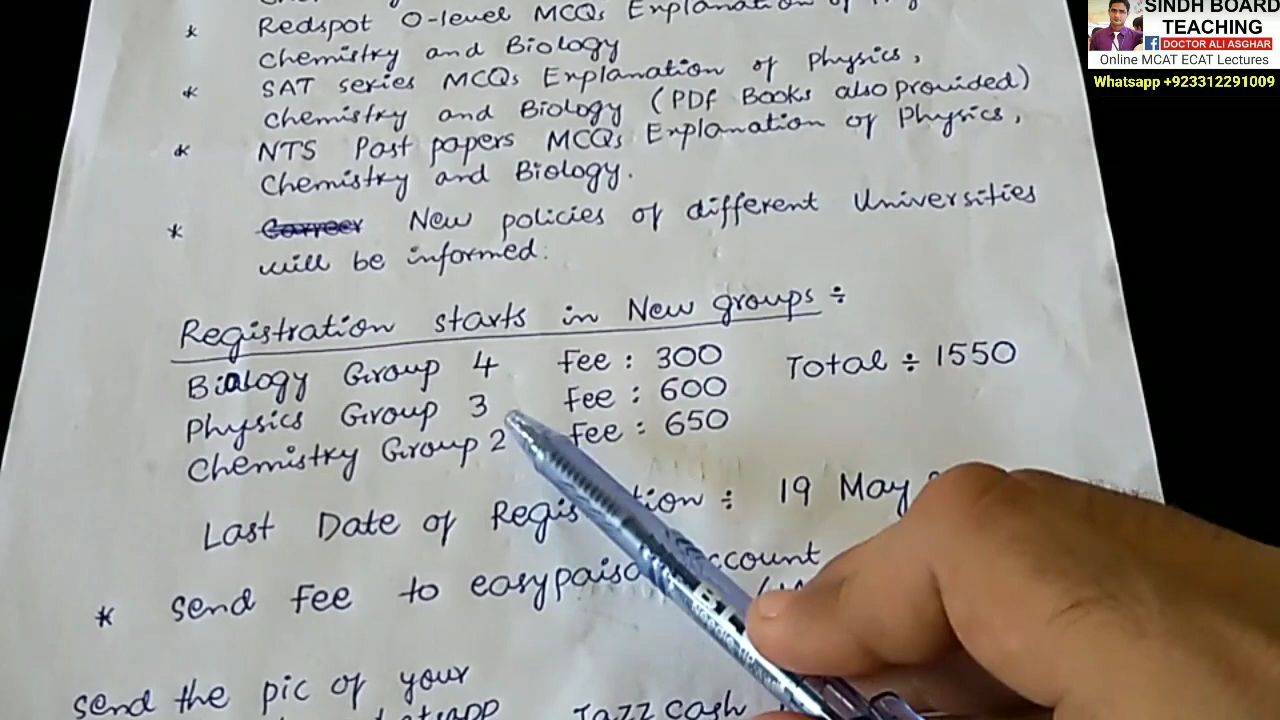 * Redspot O-level MCQs Explanation of
Chemistry and Biology
* SAT series MCQs Explanation of physics,
chemistry and Biology (PDF Books also provided)
* NTS Past papers MCQs Explanation of Physics,
Chemistry and Biology.
* Carreer New policies of different Universities
will be informed.
Registration starts in New groups ÷
Biology Group 4 Fee : 300 Total ÷ 1550
Physics Group 3 Fee : 600
Chemistry Group 2 Fee : 650
Last Date of Regis tion ÷ 19 May
* send Fee to easypaisa ccount
send the pic of your
Jazz cash
SINDH BOARD
TEACHING
f DOCTOR ALI ASGHAR
Online MCAT ECAT Lectures
Whatsapp +923312291009